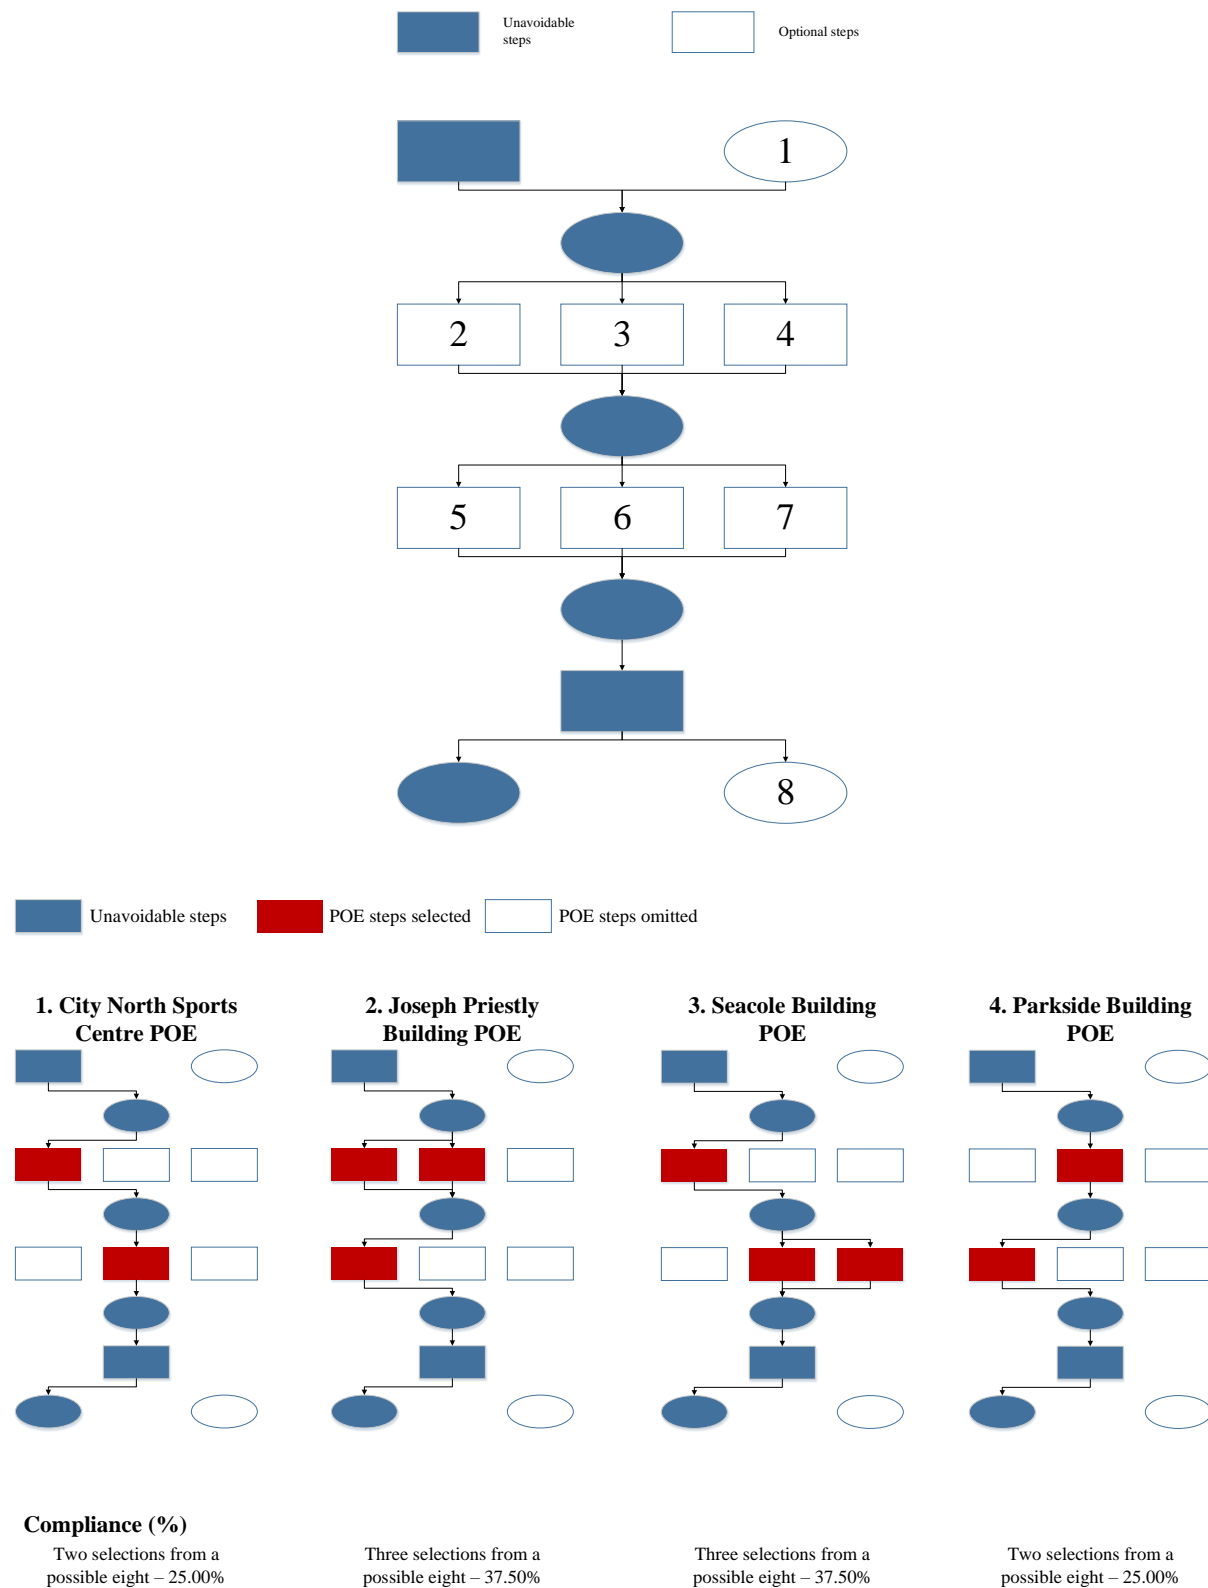 Unavoidable
steps
Optional steps
1
2
3
4
5
6
7
8
Unavoidable steps
POE steps selected
POE steps omitted
1. City North Sports
Centre POE
2. Joseph Priestly
Building POE
3. Seacole Building
POE
4. Parkside Building
POE
Compliance (%)
Two selections from a
possible eight – 25.00%
Three selections from a
possible eight – 37.50%
Three selections from a
possible eight – 37.50%
Two selections from a
possible eight – 25.00%